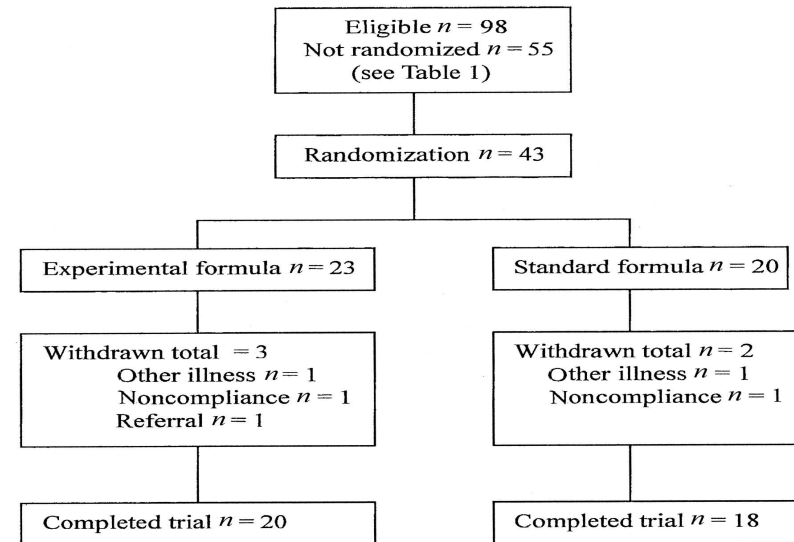 Eligible n = 98
Not randomized n = 55
(see Table 1)
Randomization n = 43
Experimental formula n = 23
Standard formula n = 20
Withdrawn total = 3
Other illness n = 1
Noncompliance n = 1
Referral n = 1
Withdrawn total n = 2
Other illness n = 1
Noncompliance n = 1
Completed trial n = 20
Completed trial n = 18